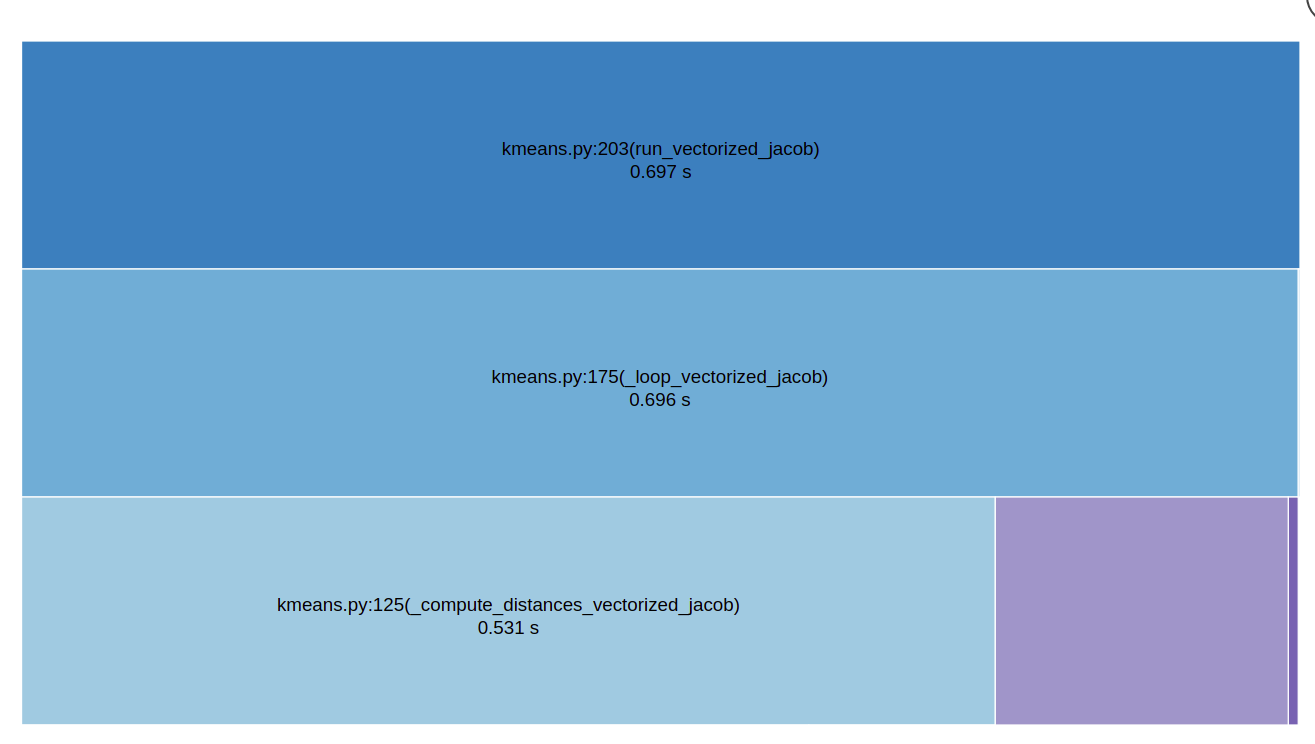 kmeans.py:203(run_vectorized_jacob)
0.697 s
kmeans.py:175(_loop_vectorized_jacob)
0.696 s
kmeans.py:125(_compute_distances_vectorized_jacob)
0.531 s